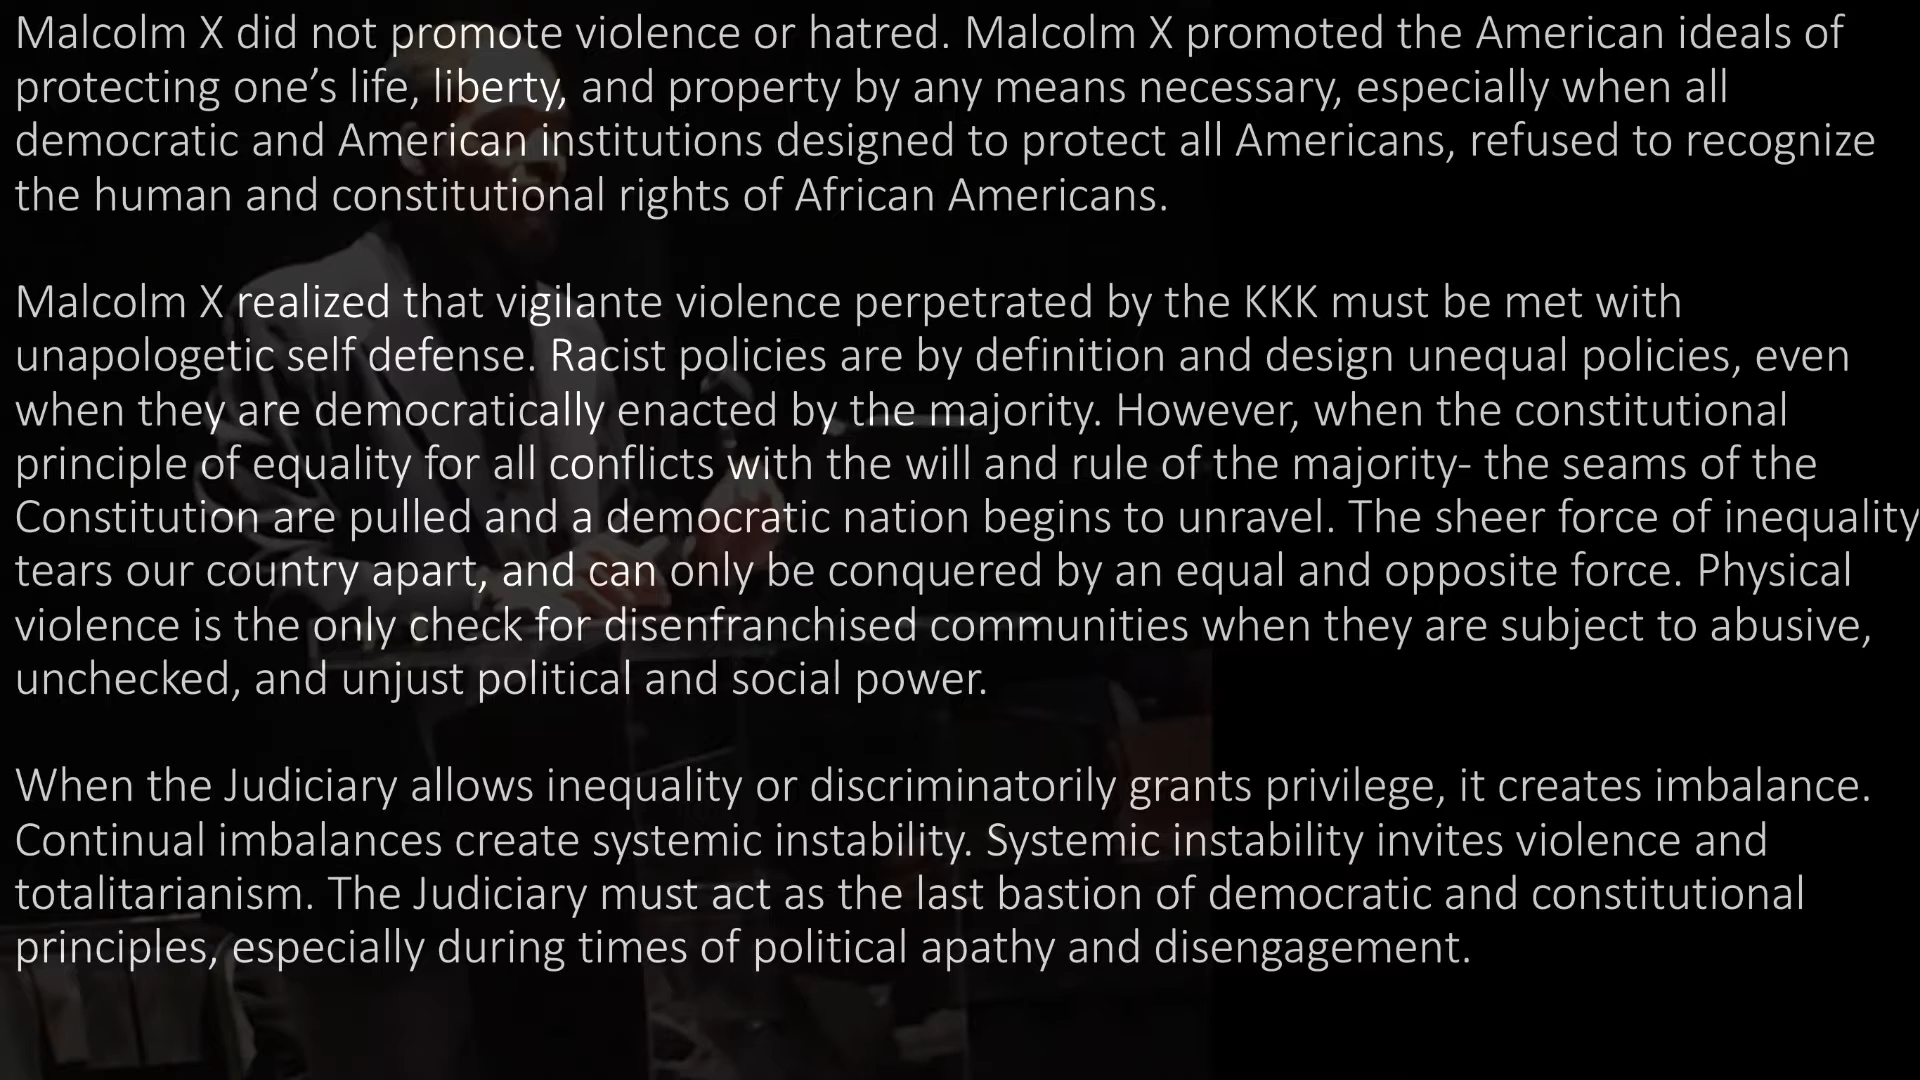 Malcolm X did not promote violence or hatred. Malcolm X promoted the American ideals of
protecting one’s life, liberty, and property by any means necessary, especially when all
democratic and American institutions designed to protect all Americans, refused to recognize
the human and constitutional rights of African Americans.
Malcolm X realized that vigilante violence perpetrated by the KKK must be met with
unapologetic self defense. Racist policies are by definition and design unequal policies, even
when they are democratically enacted by the majority. However, when the constitutional
principle of equality for all conflicts with the will and rule of the majority- the seams of the
Constitution are pulled and a democratic nation begins to unravel. The sheer force of inequality
tears our country apart, and can only be conquered by an equal and opposite force. Physical
violence is the only check for disenfranchised communities when they are subject to abusive,
unchecked, and unjust political and social power.
When the Judiciary allows inequality or discriminatorily grants privilege, it creates imbalance.
Continual imbalances create systemic instability. Systemic instability invites violence and
totalitarianism. The Judiciary must act as the last bastion of democratic and constitutional
principles, especially during times of political apathy and disengagement.